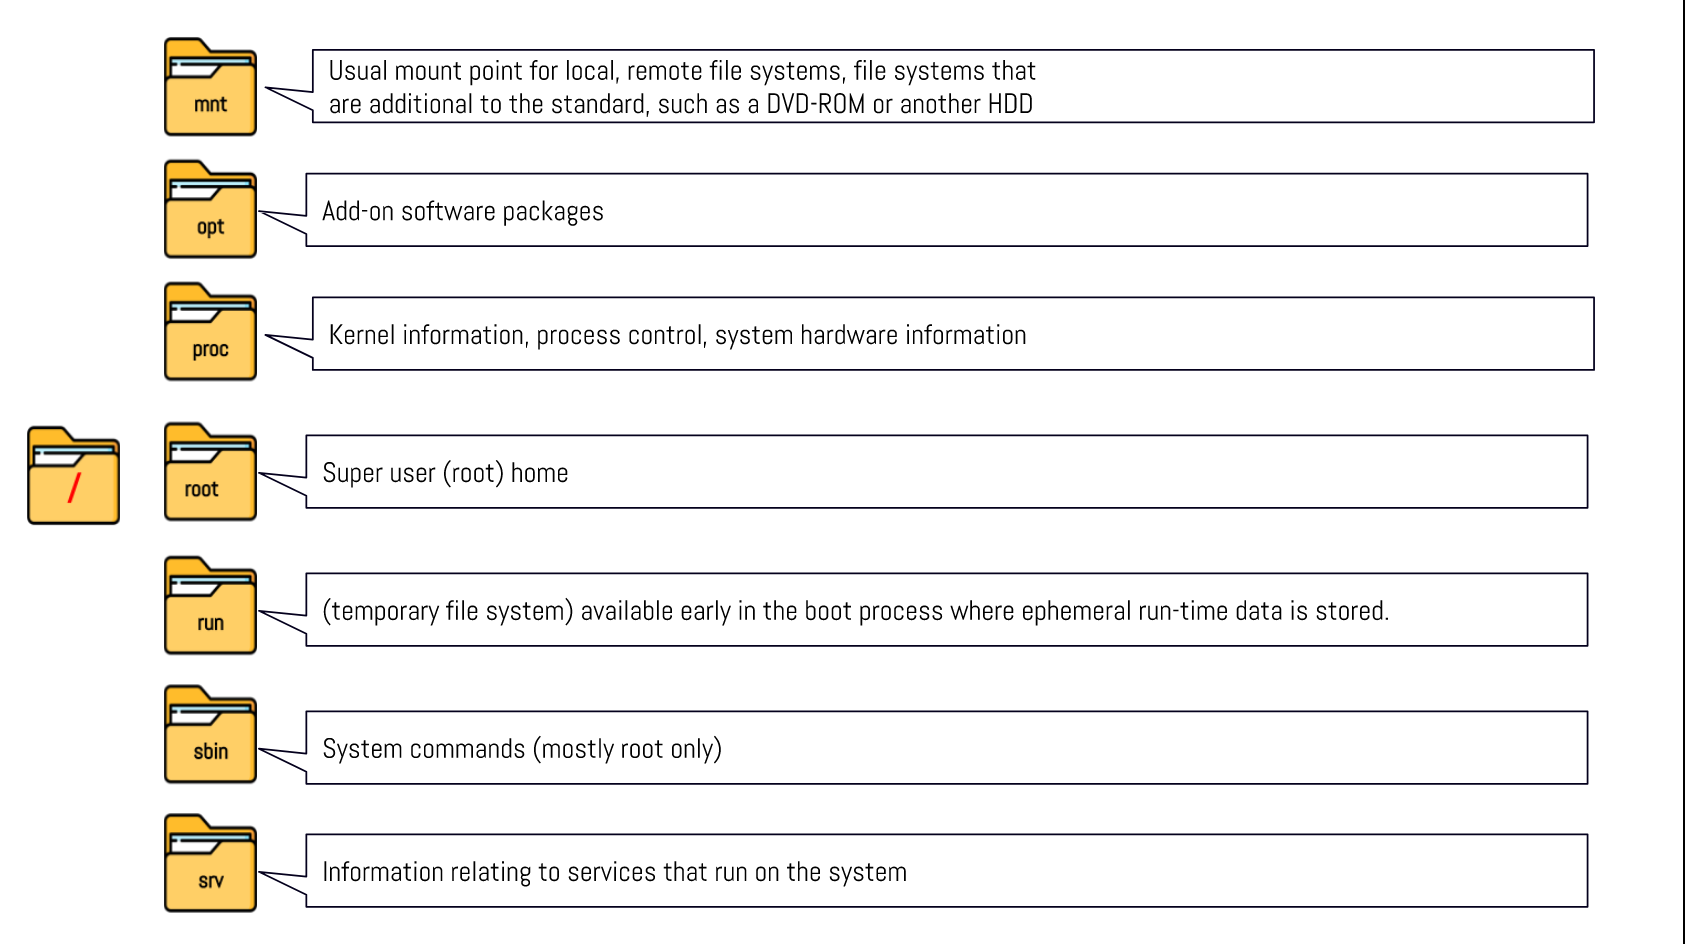 mnt
Usual mount point for local, remote file systems, file systems that
are additional to the standard, such as a DVD-ROM or another HDD
opt
Add-on software packages
proc
Kernel information, process control, system hardware information
/
root
Super user (root) home
run
(temporary file system) available early in the boot process where ephemeral run-time data is stored.
sbin
System commands (mostly root only)
srv
Information relating to services that run on the system